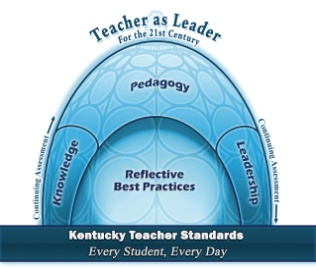 Teacher as Leader
For the 21st Century
Pedagogy
Continuing Assessment
Knowledge
Reflective
Best Practices
Leadership
Continuing Assessment
Kentucky Teacher Standards
Every Student, Every Day